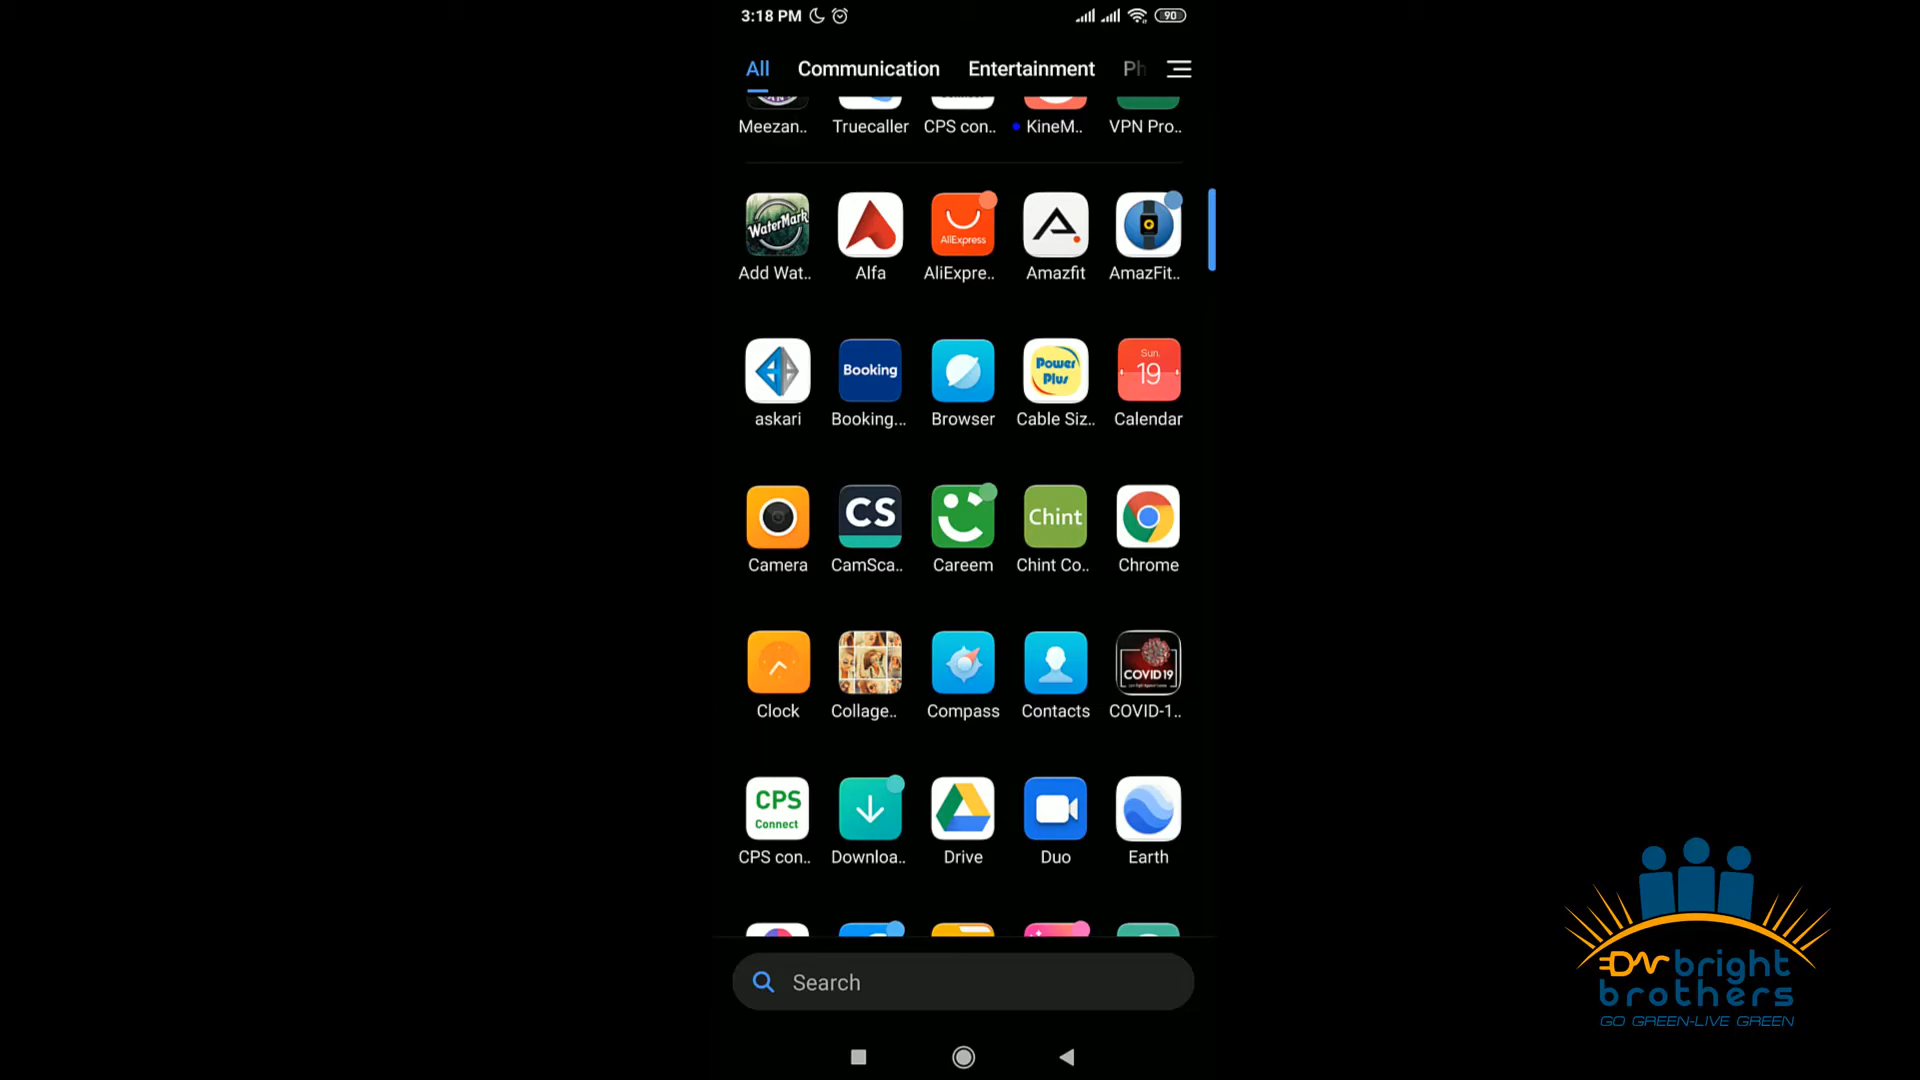 3:18 PM 90
All Communication Entertainment Ph
Meezan.. Truecaller CPS con.. KineM.. VPN Pro..
WaterMark AliExpress
Add Wat.. Alfa AliExpre.. Amazfit AmazFit..
Booking Power Plus Sun. 19
askari Booking... Browser Cable Siz.. Calendar
CS Chint
Camera CamSca.. Careem Chint Co.. Chrome
COVID19
Clock Collage.. Compass Contacts COVID-1..
CPS
Connect
CPS con.. Downloa.. Drive Duo Earth
Search
bright
brothers
GO GREEN-LIVE GREEN